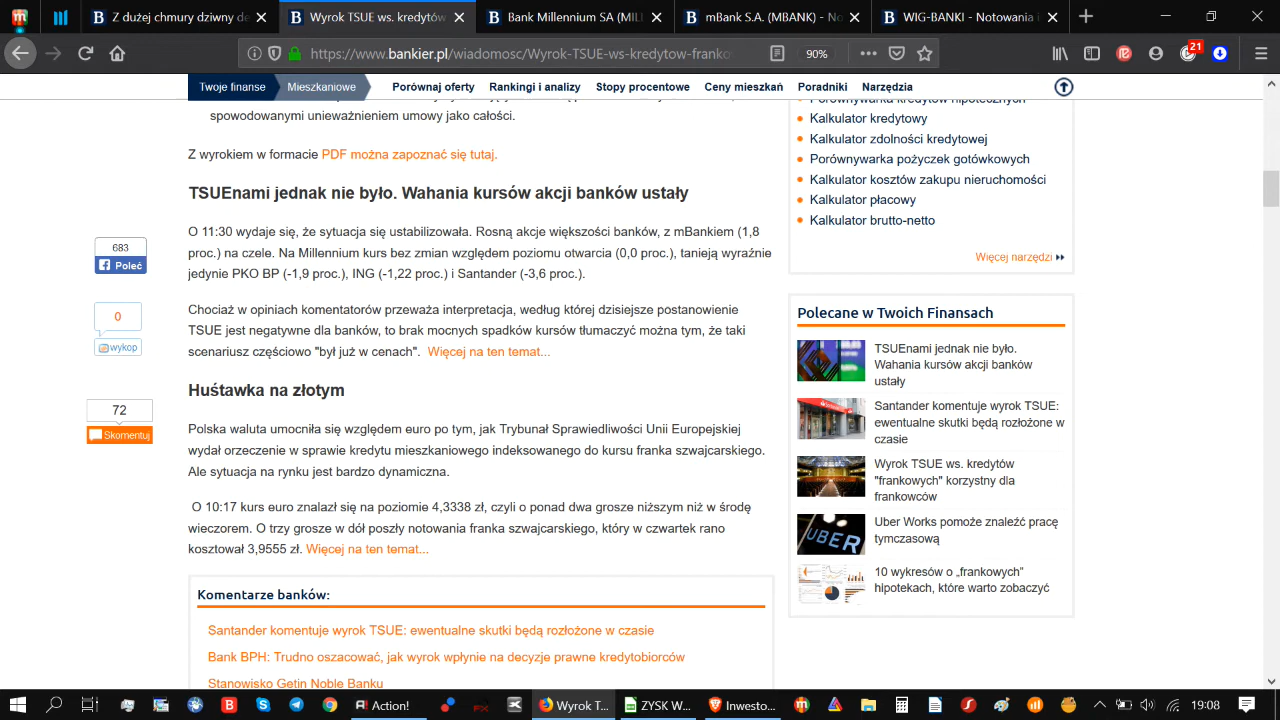 Z dużej chmury dziwny de
Wyrok TSUE ws. kredytów
Bank Millennium SA (MIL
mBank S.A. (MBANK) - No
WIG-BANKI - Notowania i
https://www.bankier.pl/wiadomosc/Wyrok-TSUE-ws-kredytow-franko
90%
21
Twoje finanse
Mieszkaniowe
Porównaj oferty
Rankingi i analizy
Stopy procentowe
Ceny mieszkań
Poradniki
Narzędzia
spowodowanymi unieważnieniem umowy jako całości.
Z wyrokiem w formacie PDF można zapoznać się tutaj.
TSUEnami jednak nie było. Wahania kursów akcji banków ustały
O 11:30 wydaje się, że sytuacja się ustabilizowała. Rosną akcje większości banków, z mBankiem (1,8
proc.) na czele. Na Millennium kurs bez zmian względem poziomu otwarcia (0,0 proc.), tanieją wyraźnie
jedynie PKO BP (-1,9 proc.), ING (-1,22 proc.) i Santander (-3,6 proc.).
Chociaż w opiniach komentatorów przeważa interpretacja, według której dzisiejsze postanowienie
TSUE jest negatywne dla banków, to brak mocnych spadków kursów tłumaczyć można tym, że taki
scenariusz częściowo "był już w cenach". Więcej na ten temat...
Huśtawka na złotym
Polska waluta umocniła się względem euro po tym, jak Trybunał Sprawiedliwości Unii Europejskiej
wydał orzeczenie w sprawie kredytu mieszkaniowego indeksowanego do kursu franka szwajcarskiego.
Ale sytuacja na rynku jest bardzo dynamiczna.
O 10:17 kurs euro znalazł się na poziomie 4,3338 zł, czyli o ponad dwa grosze niższym niż w środę
wieczorem. O trzy grosze w dół poszły notowania franka szwajcarskiego, który w czwartek rano
kosztował 3,9555 zł. Więcej na ten temat...
Komentarze banków:
Santander komentuje wyrok TSUE: ewentualne skutki będą rozłożone w czasie
Bank BPH: Trudno oszacować, jak wyrok wpłynie na decyzje prawne kredytobiorców
Stanowisko Getin Noble Banku
683
Poleć
0
wykop
72
Skomentuj
Porównywarka kredytów hipotecznych
Kalkulator kredytowy
Kalkulator zdolności kredytowej
Porównywarka pożyczek gotówkowych
Kalkulator kosztów zakupu nieruchomości
Kalkulator płacowy
Kalkulator brutto-netto
Więcej narzędzi
Polecane w Twoich Finansach
TSUEnami jednak nie było.
Wahania kursów akcji banków
ustały
Santander komentuje wyrok TSUE:
ewentualne skutki będą rozłożone w
czasie
Wyrok TSUE ws. kredytów
"frankowych" korzystny dla
frankowców
UBER
Uber Works pomoże znaleźć pracę
tymczasową
10 wykresów o „frankowych”
hipotekach, które warto zobaczyć
Action!
FX
Wyrok T...
ZYSK W...
Investo...
19:08